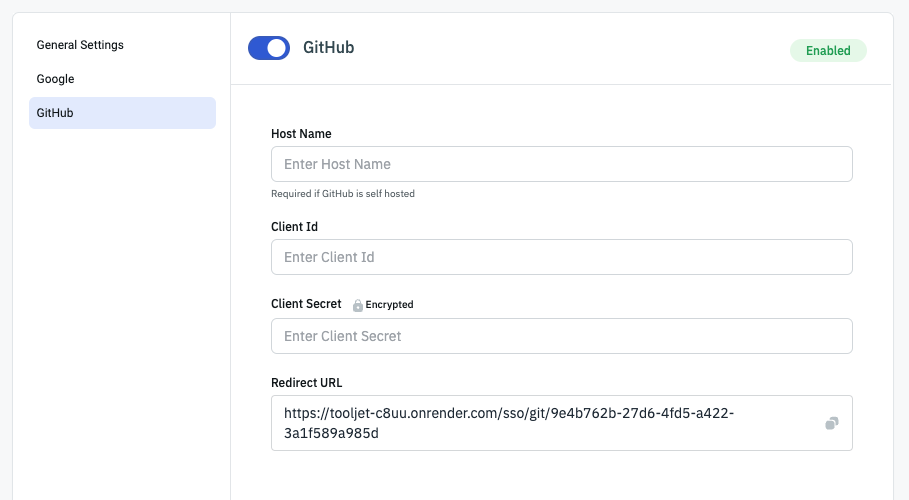 General Settings
Google
GitHub
GitHub
Enabled
Host Name
Enter Host Name
Required if GitHub is self hosted
Client Id
Enter Client Id
Client Secret Encrypted
Enter Client Secret
Redirect URL
https://tooljet-c8uu.onrender.com/sso/git/9e4b762b-27d6-4fd5-a422-
3a1f589a985d